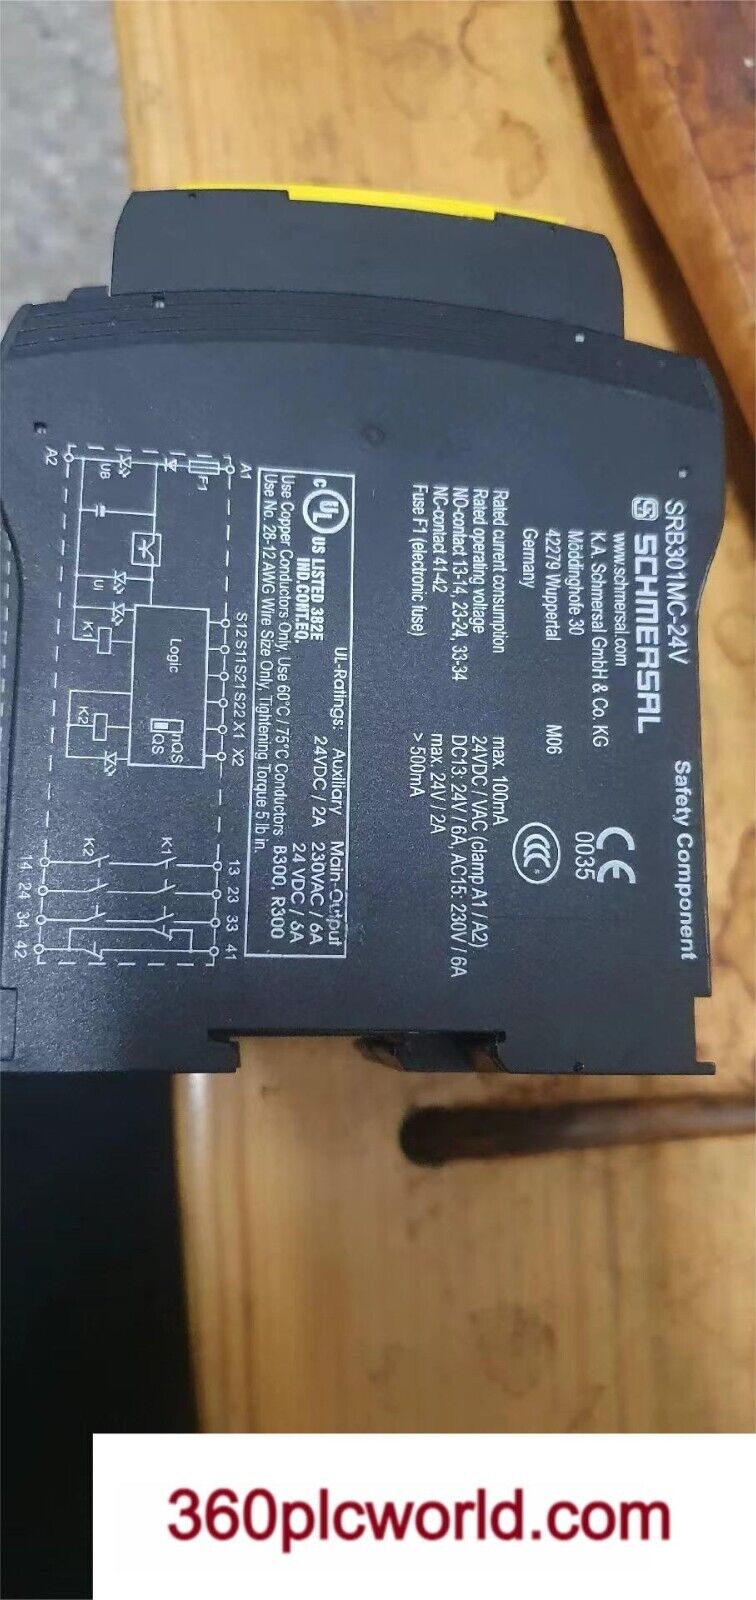 SRB301MC-24V
Safety Component
SCHMERSAL
www.schmersal.com
K.A. Schmersal GmbH & Co. KG
Möddinghofe 30
42279 Wuppertal
Germany
M06
CE
0035
CCC
Rated current consumption max. 100mA
Rated operating voltage 24VDC / VAC (clamp A1 / A2)
NO-contact 13-14, 23-24, 33-34 DC13: 24V / 6A, AC15: 230V / 6A
NC-contact 41-42 max. 24V / 2A
Fuse F1 (electronic fuse) > 500mA
C UL US LISTED 382E
IND.CONT.EQ.
UL-Ratings: Auxiliary Main-Output
24VDC / 2A 230VAC / 6A
24 VDC / 6A
Use Copper Conductors Only, Use 60°C / 75°C Conductors. B300, R300
Use No. 28-12 AWG Wire Size Only, Tightening Torque 5 lb in.
A1 S12 S11 S21 S22 X1 X2 13 23 33 41
F1
Logic
nQS
QS
UB
UI
K1
K2
K1
K2
A2 14 24 34 42
360plcworld.com